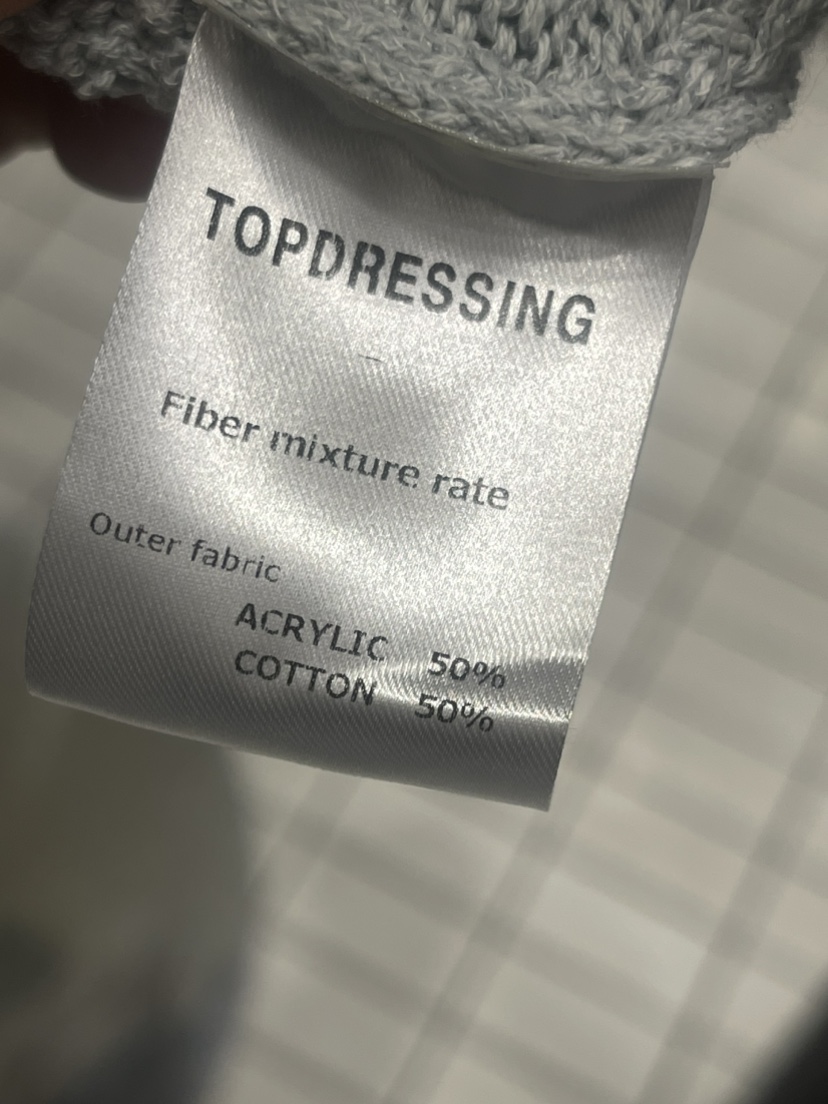 TOPDRESSING
-
Fiber mixture rate
Outer fabric
ACRYLIC 50%
COTTON 50%